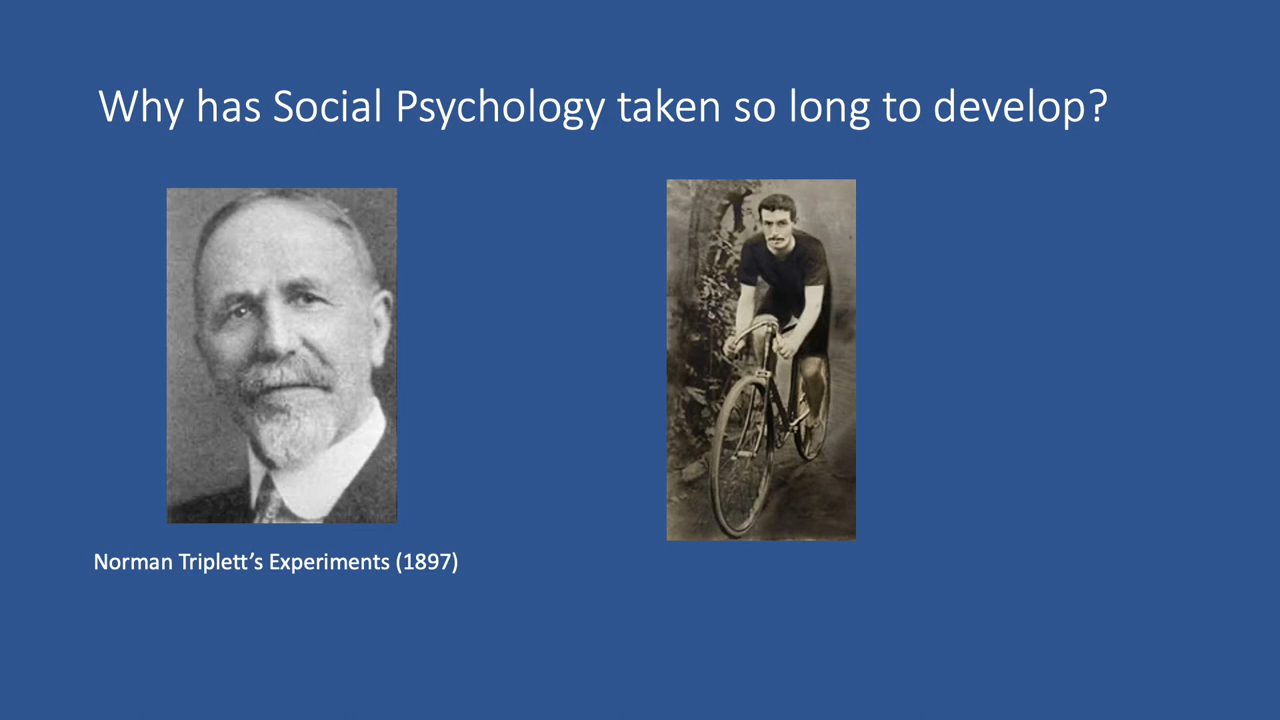 Why has Social Psychology taken so long to develop?
Norman Triplett’s Experiments (1897)